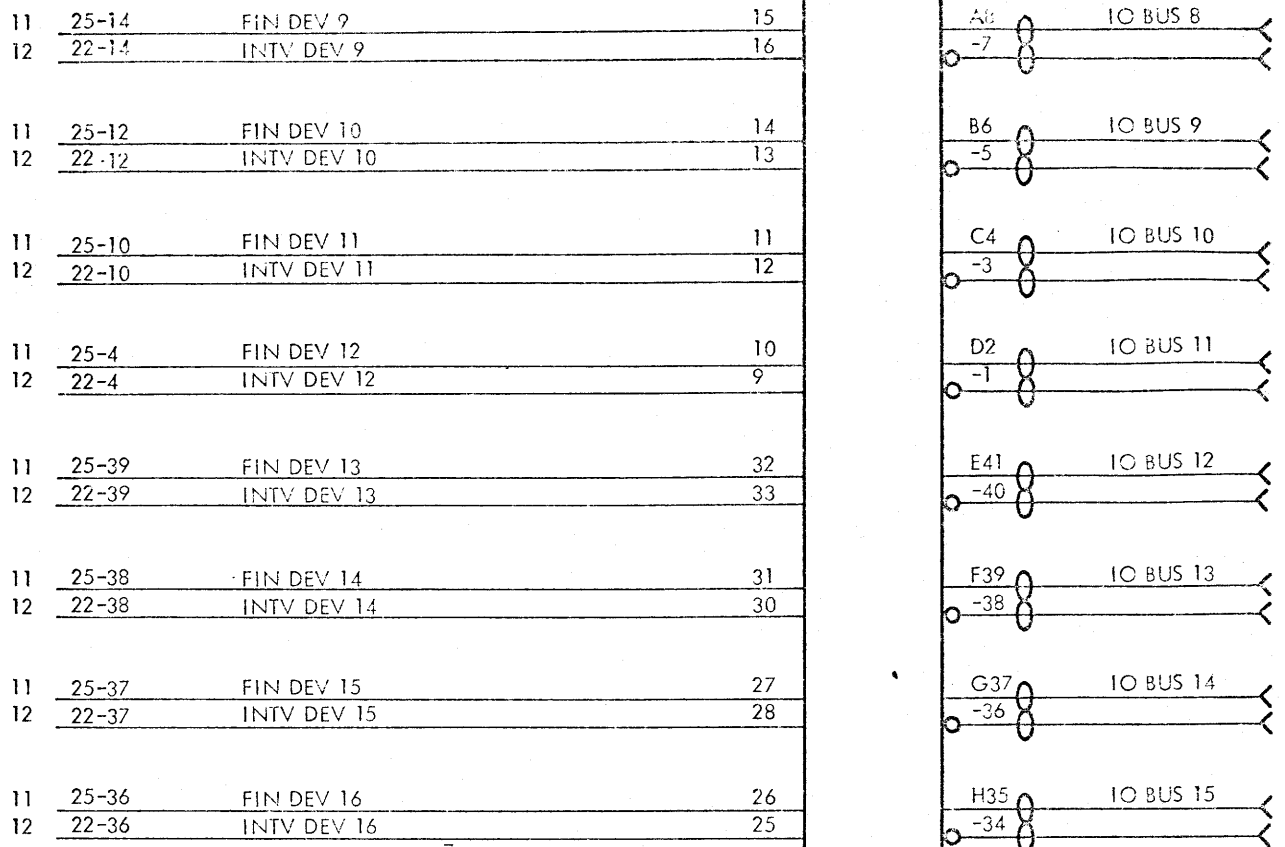 11 25-14 FIN DEV 9 15 A8 IO BUS 8
12 22-14 INTV DEV 9 16 -7
11 25-12 FIN DEV 10 14 B6 IO BUS 9
12 22-12 INTV DEV 10 13 -5
11 25-10 FIN DEV 11 11 C4 IO BUS 10
12 22-10 INTV DEV 11 12 -3
11 25-4 FIN DEV 12 10 D2 IO BUS 11
12 22-4 INTV DEV 12 9 -1
11 25-39 FIN DEV 13 32 E41 IO BUS 12
12 22-39 INTV DEV 13 33 -40
11 25-38 FIN DEV 14 31 F39 IO BUS 13
12 22-38 INTV DEV 14 30 -38
11 25-37 FIN DEV 15 27 G37 IO BUS 14
12 22-37 INTV DEV 15 28 -36
11 25-36 FIN DEV 16 26 H35 IO BUS 15
12 22-36 INTV DEV 16 25 -34